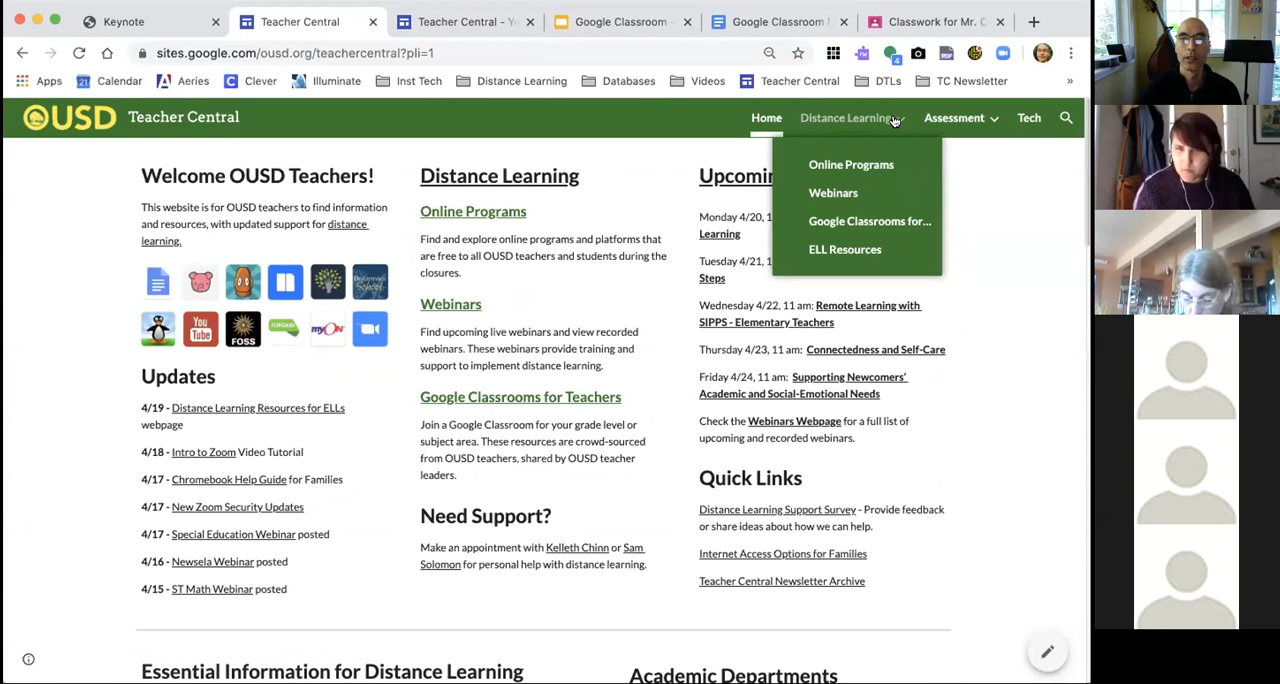 Keynote
Teacher Central
Teacher Central - Yo
Google Classroom -
Google Classroom
Classwork for Mr. C
sites.google.com/ousd.org/teachercentral?pli=1
4
Apps
21
Calendar
Aeries
Clever
Illuminate
Inst Tech
Distance Learning
Databases
Videos
Teacher Central
DTLs
TC Newsletter
»
OUSD Teacher Central
Home
Distance Learning
Assessment
Tech
Online Programs
Webinars
Google Classrooms for...
ELL Resources
Welcome OUSD Teachers!
This website is for OUSD teachers to find information
and resources, with updated support for distance
learning.
You
Tube
FOSS
myON
Updates
4/19 - Distance Learning Resources for ELLs
webpage
4/18 - Intro to Zoom Video Tutorial
4/17 - Chromebook Help Guide for Families
4/17 - New Zoom Security Updates
4/17 - Special Education Webinar posted
4/16 - Newsela Webinar posted
4/15 - ST Math Webinar posted
Distance Learning
Online Programs
Find and explore online programs and platforms that
are free to all OUSD teachers and students during the
closures.
Webinars
Find upcoming live webinars and view recorded
webinars. These webinars provide training and
support to implement distance learning.
Google Classrooms for Teachers
Join a Google Classroom for your grade level or
subject area. These resources are crowd-sourced
from OUSD teachers, shared by OUSD teacher
leaders.
Need Support?
Make an appointment with Kelleth Chinn or Sam
Solomon for personal help with distance learning.
Upcomin
Monday 4/20, 1
Learning
Tuesday 4/21, 1
Steps
Wednesday 4/22, 11 am: Remote Learning with
SIPPS - Elementary Teachers
Thursday 4/23, 11 am: Connectedness and Self-Care
Friday 4/24, 11 am: Supporting Newcomers'
Academic and Social-Emotional Needs
Check the Webinars Webpage for a full list of
upcoming and recorded webinars.
Quick Links
Distance Learning Support Survey - Provide feedback
or share ideas about how we can help.
Internet Access Options for Families
Teacher Central Newsletter Archive
Essential Information for Distance Learning
Academic Departments